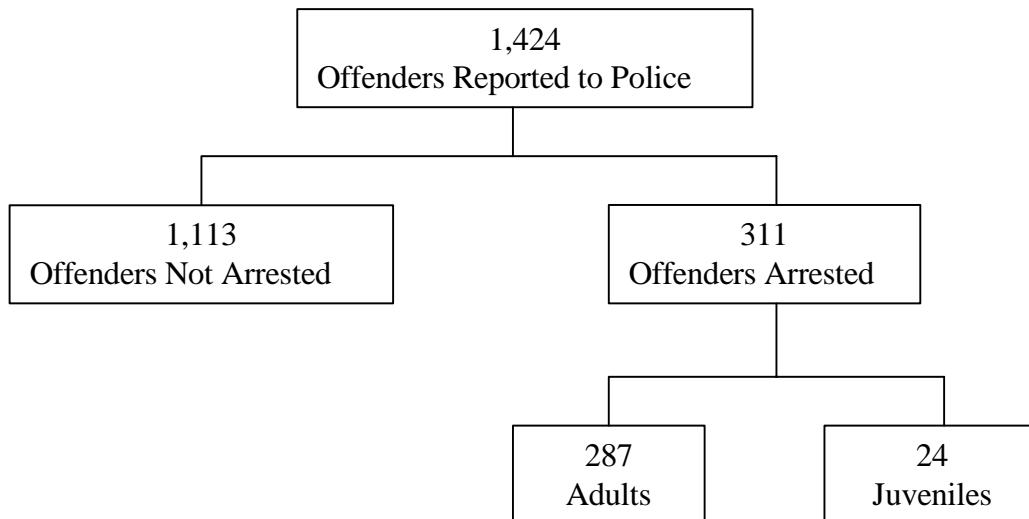 1,424
Offenders Reported to Police
1,113
Offenders Not Arrested
311
Offenders Arrested
287
Adults
24
Juveniles